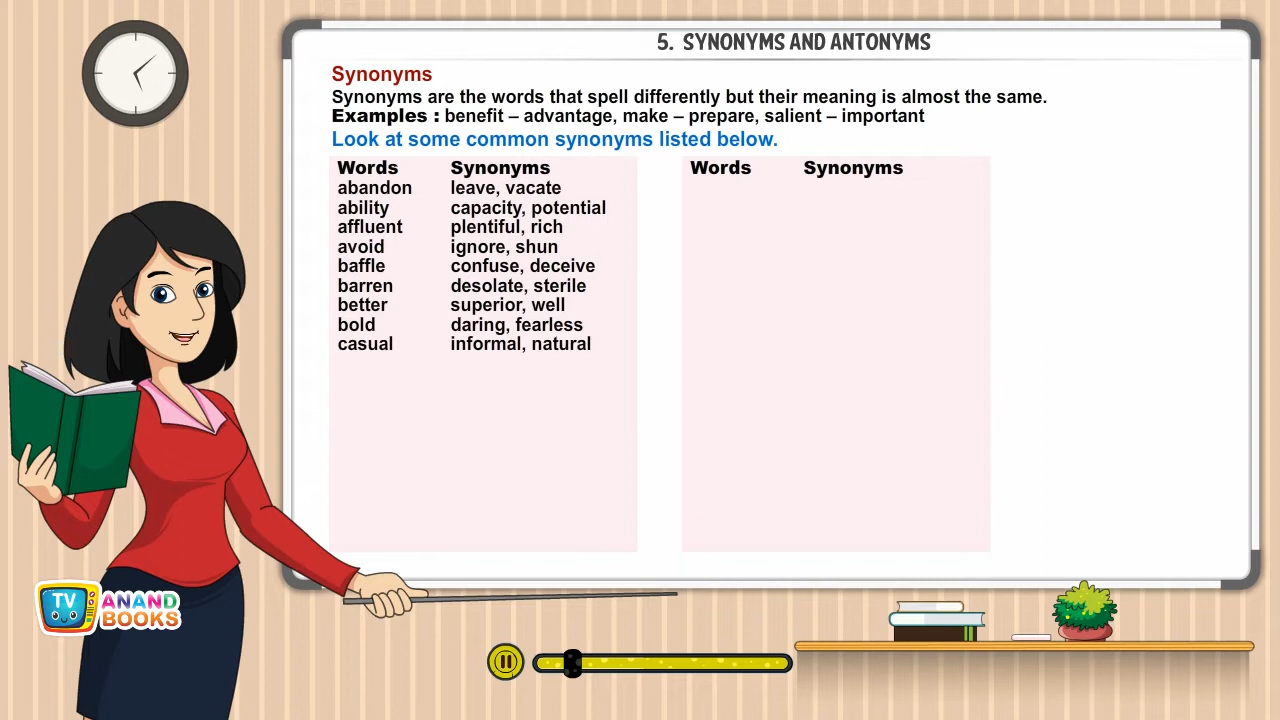 5. SYNONYMS AND ANTONYMS
Synonyms
Synonyms are the words that spell differently but their meaning is almost the same.
Examples : benefit – advantage, make – prepare, salient – important
Look at some common synonyms listed below.
Words Synonyms
abandon leave, vacate
ability capacity, potential
affluent plentiful, rich
avoid ignore, shun
baffle confuse, deceive
barren desolate, sterile
better superior, well
bold daring, fearless
casual informal, natural
Words Synonyms
TV ANAND
BOOKS